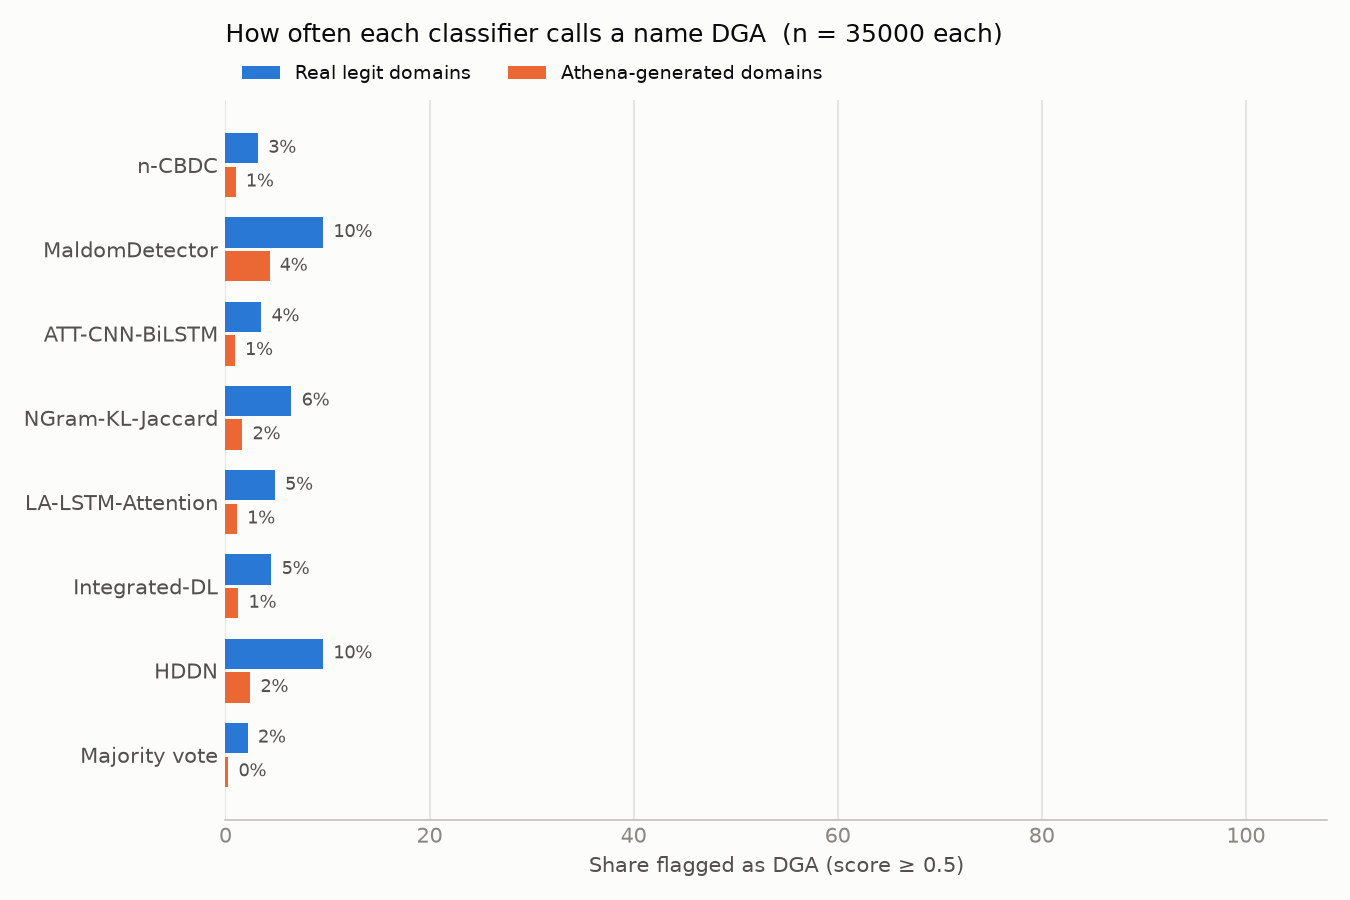 How often each classifier calls a name DGA  (n = 35000 each)
Real legit domains
Athena-generated domains
n-CBDC
3%
1%
MaldomDetector
10%
4%
ATT-CNN-BiLSTM
4%
1%
NGram-KL-Jaccard
6%
2%
LA-LSTM-Attention
5%
1%
Integrated-DL
5%
1%
HDDN
10%
2%
Majority vote
2%
0%
0 20 40 60 80 100
Share flagged as DGA (score ≥ 0.5)